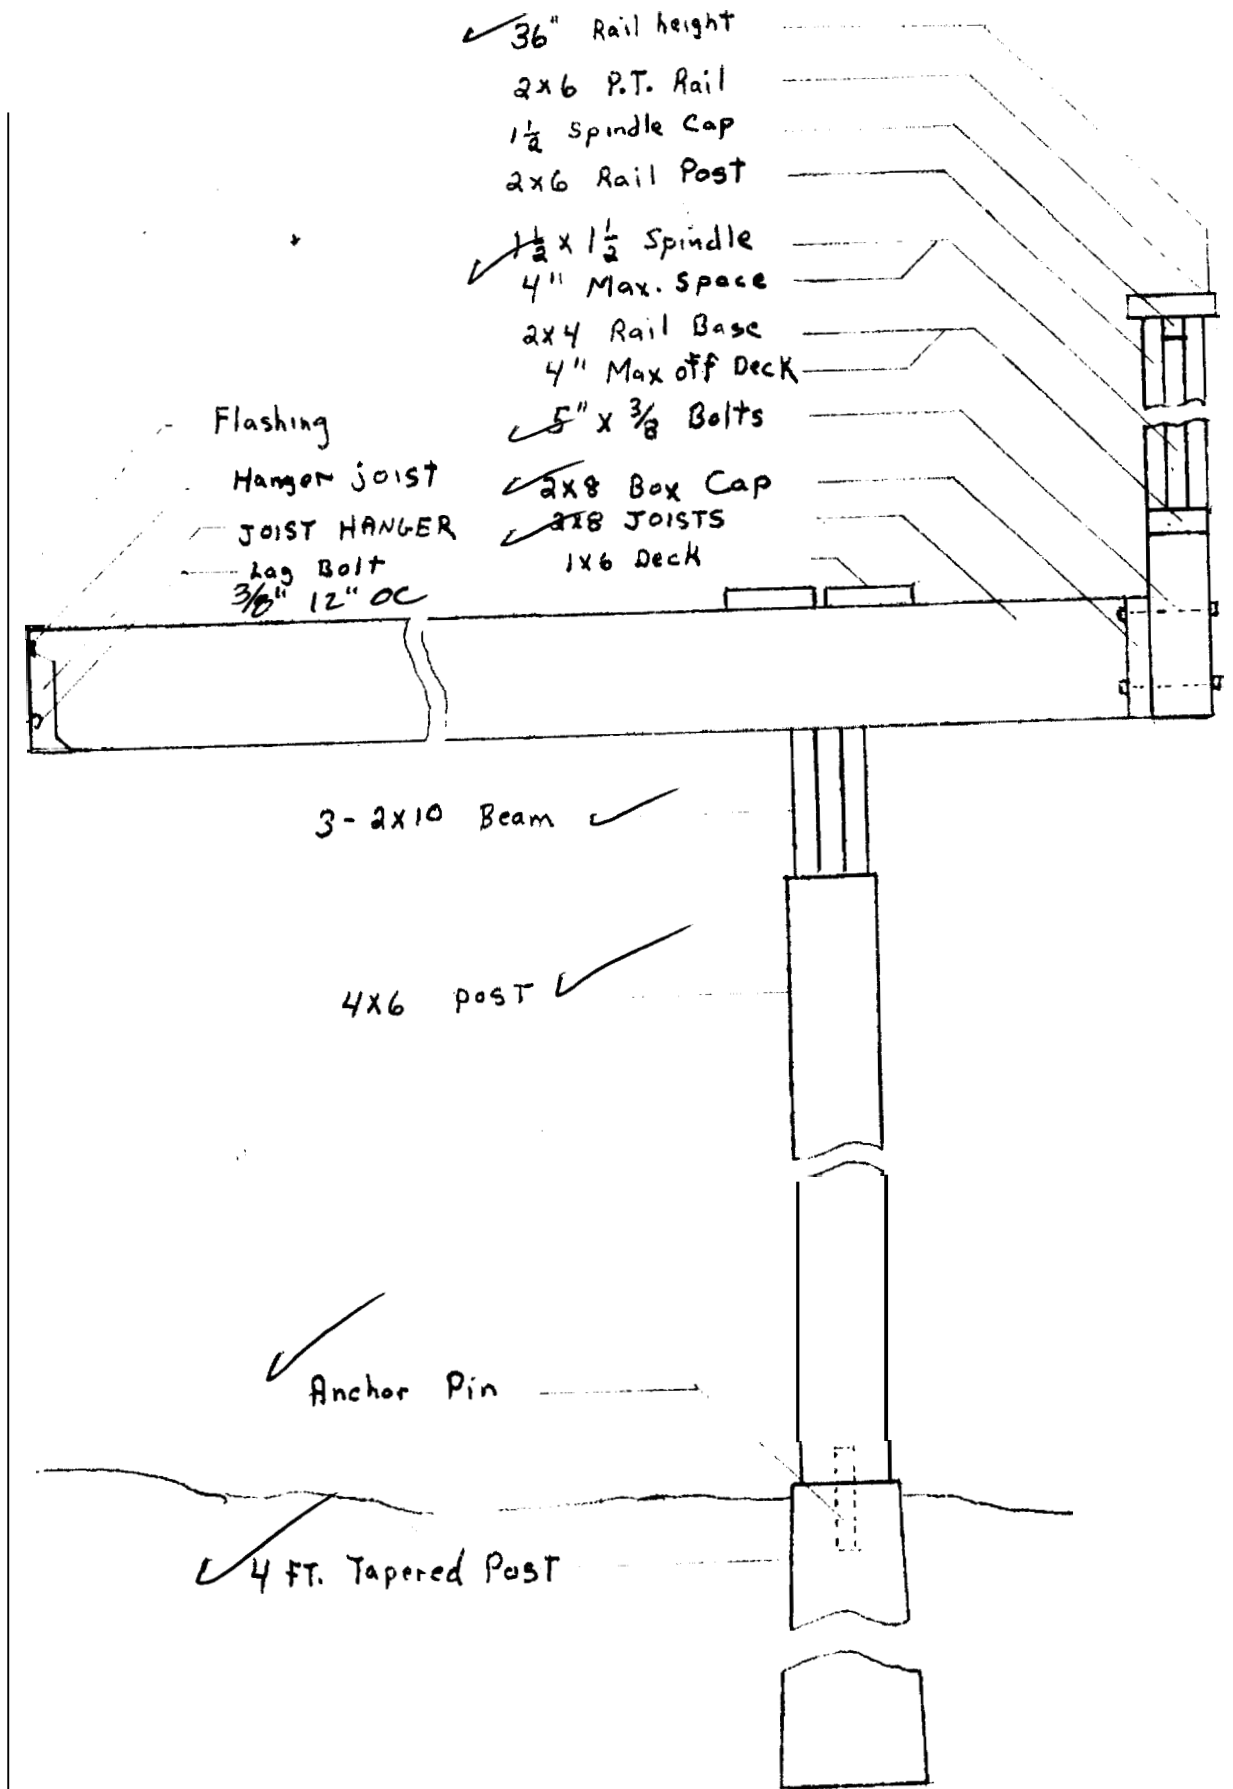 36" Rail height
2x6 P.T. Rail
1½ Spindle Cap
2x6 Rail Post
1½ x 1½ Spindle
4" Max. Space
2x4 Rail Base
4" Max off Deck
5" x 3/8 Bolts
2x8 Box Cap
2x8 JOISTS
1x6 Deck
Flashing
Hanger joist
JOIST HANGER
Lag Bolt
3/8" 12" OC
3-2x10 Beam
4x6 POST
Anchor Pin
4 FT. Tapered Post